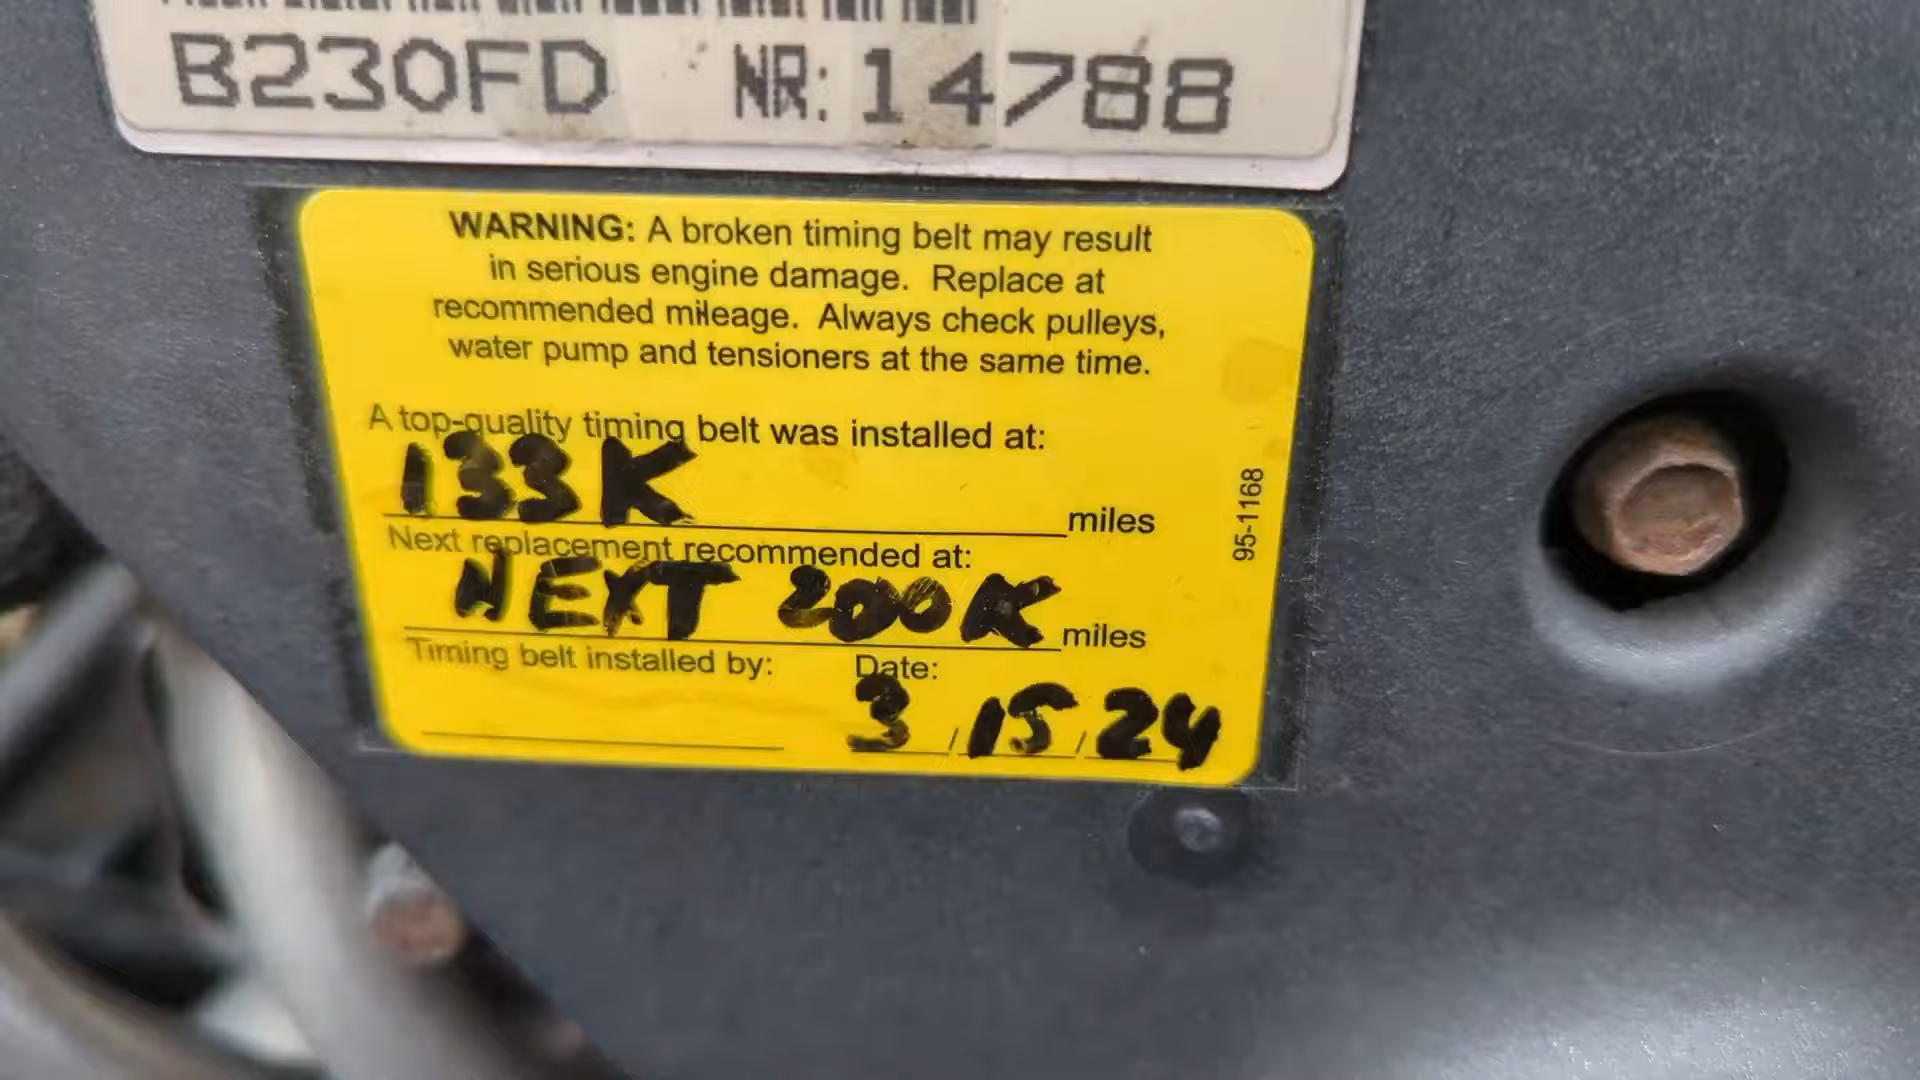 B230FD NR: 14788
WARNING: A broken timing belt may result
in serious engine damage. Replace at
recommended mileage. Always check pulleys,
water pump and tensioners at the same time.
A top-quality timing belt was installed at:
133K miles
Next replacement recommended at:
NEXT 200K miles
Timing belt installed by: Date:
3 / 15 / 24
95-1168